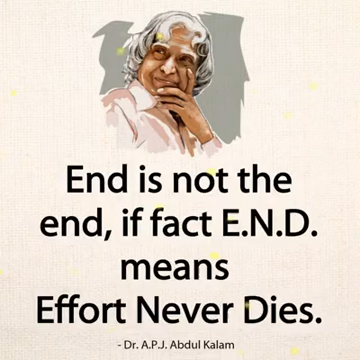 End is not the
end, if fact E.N.D.
means
Effort Never Dies.
- Dr. A.P.J. Abdul Kalam